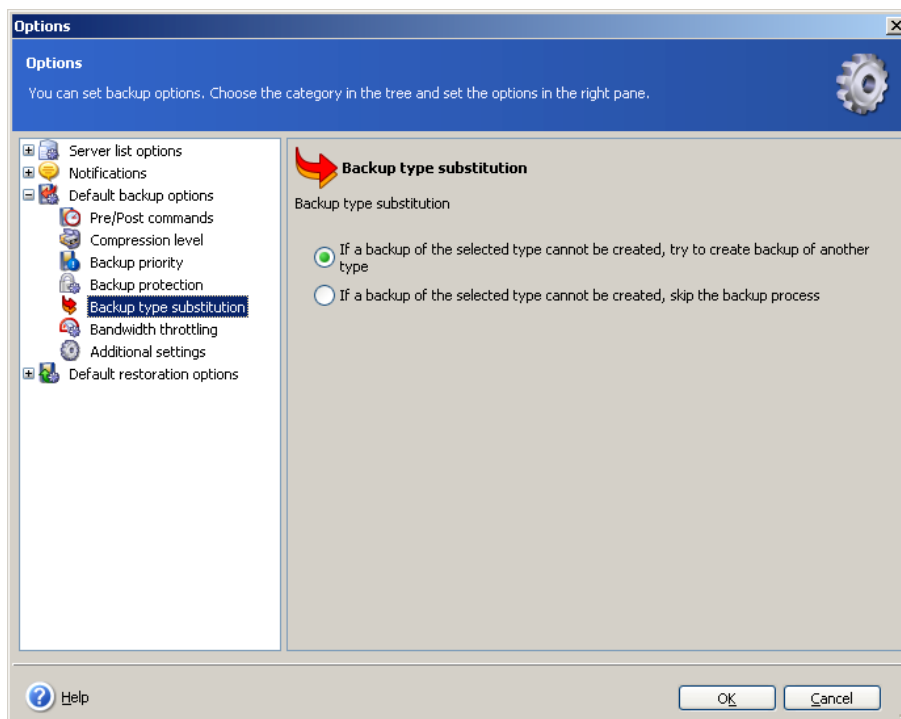 Options
Options
You can set backup options. Choose the category in the tree and set the options in the right pane.
Server list options
Notifications
Default backup options
Pre/Post commands
Compression level
Backup priority
Backup protection
Backup type substitution
Bandwidth throttling
Additional settings
Default restoration options
Backup type substitution
Backup type substitution
If a backup of the selected type cannot be created, try to create backup of another
type
If a backup of the selected type cannot be created, skip the backup process
Help
OK
Cancel